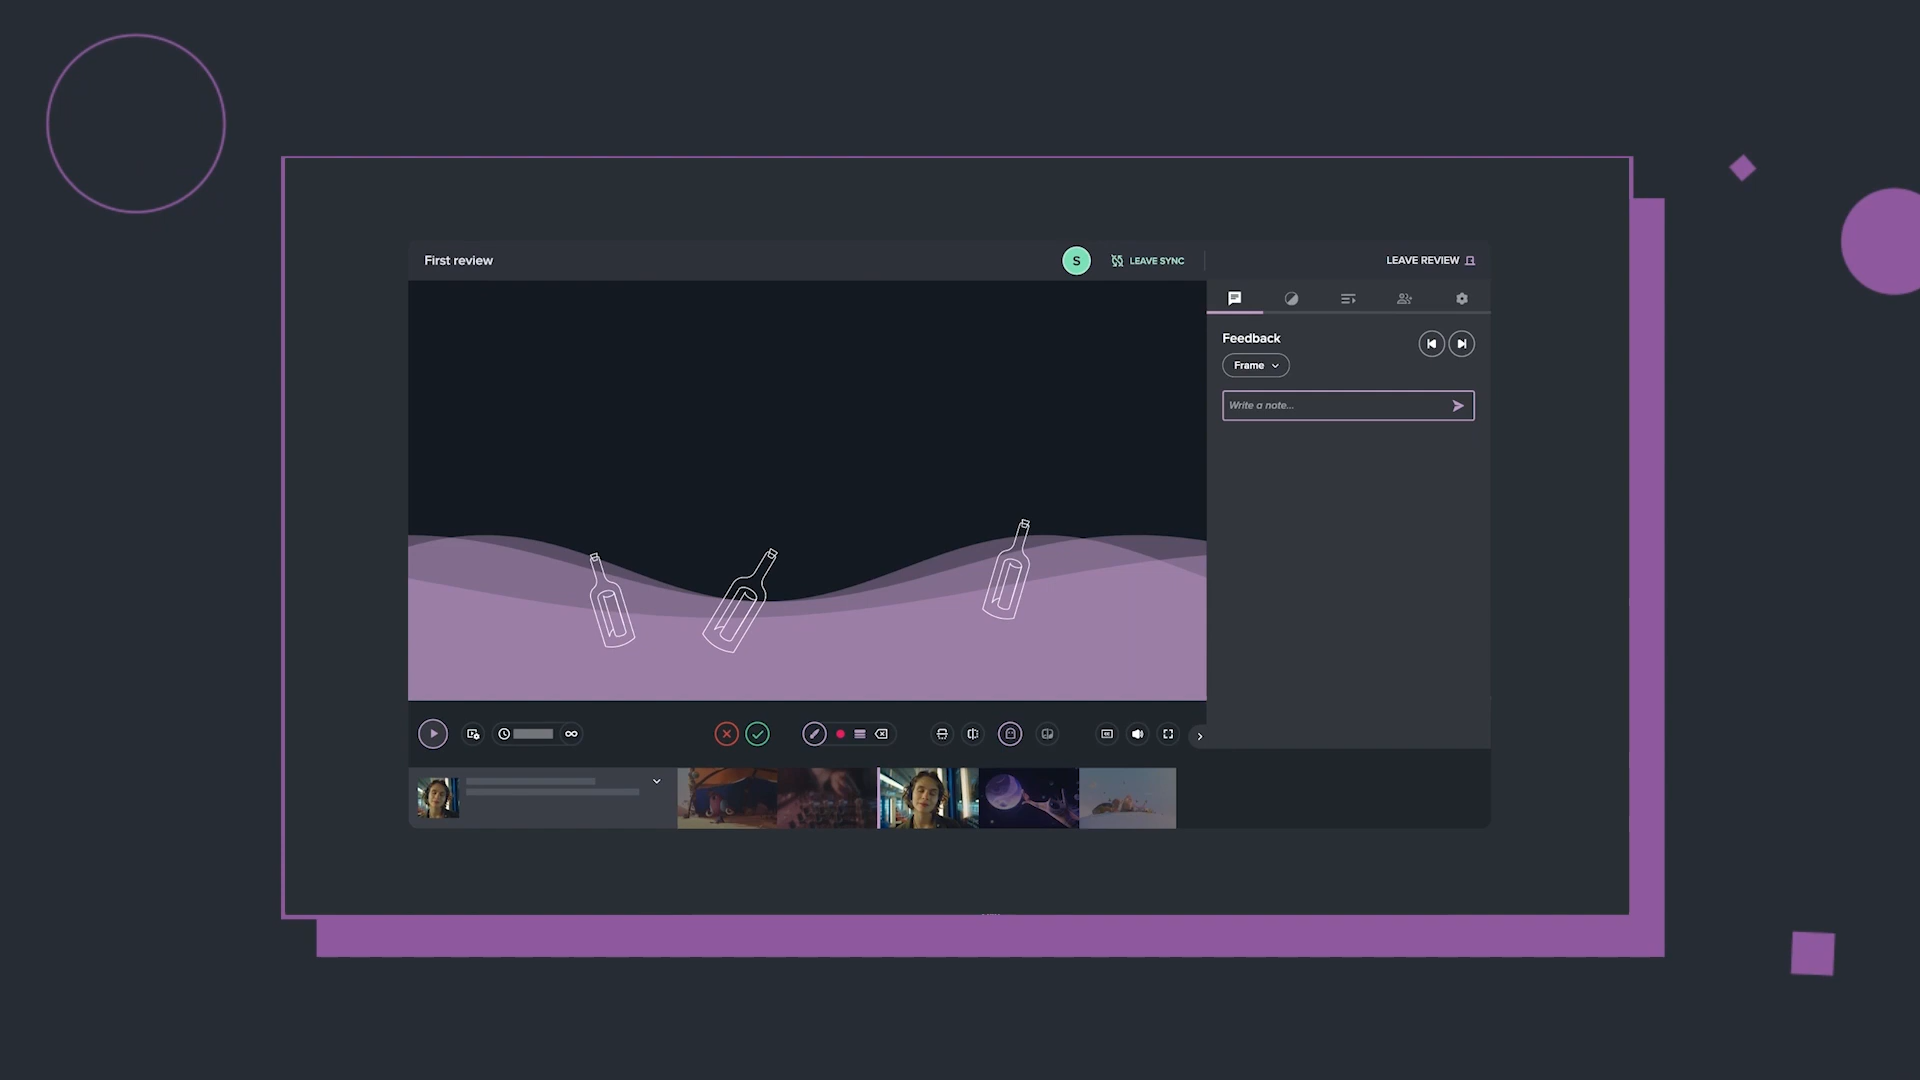 First review
S
LEAVE SYNC
LEAVE REVIEW
Feedback
Frame
Write a note...